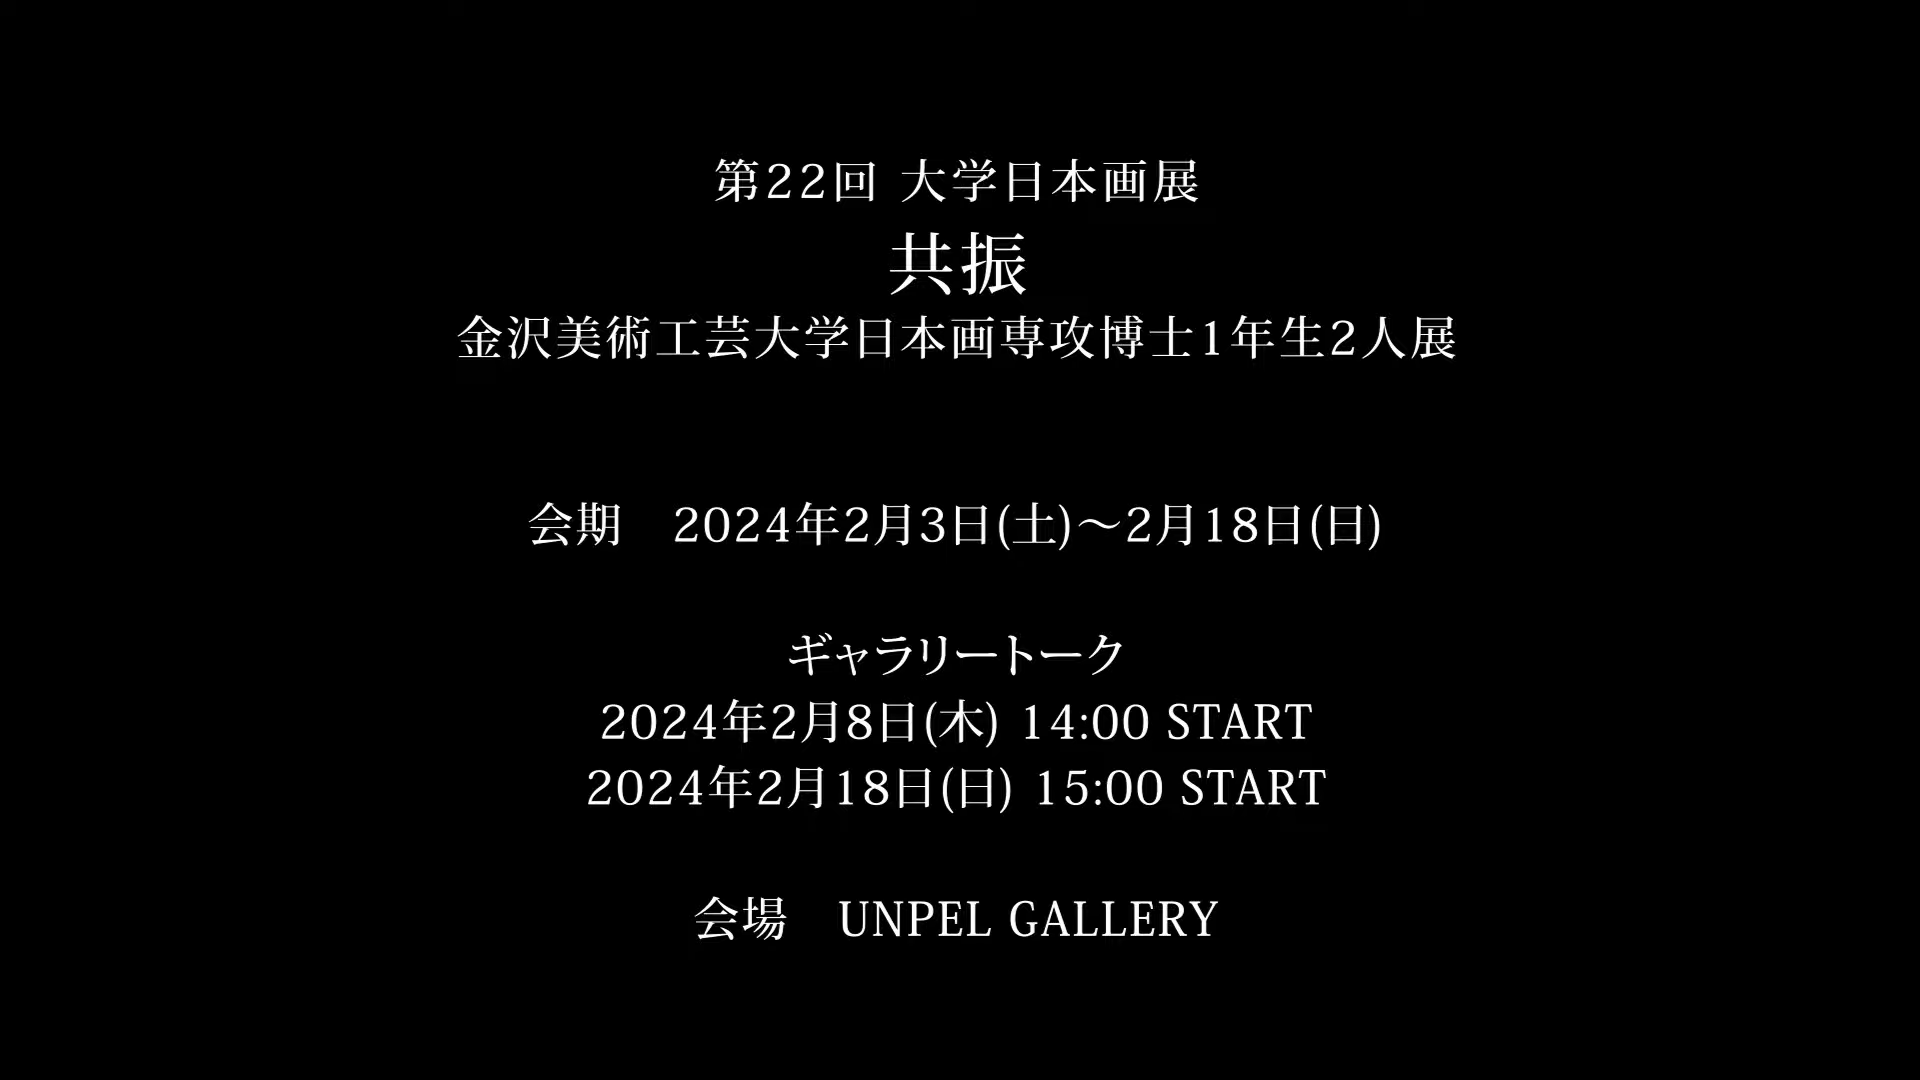 第22回 大学日本画展
共振
金沢美術工芸大学日本画専攻博士1年生2人展
会期　2024年2月3日(土)～2月18日(日)
ギャラリートーク
2024年2月8日(木) 14:00 START
2024年2月18日(日) 15:00 START
会場　UNPEL GALLERY